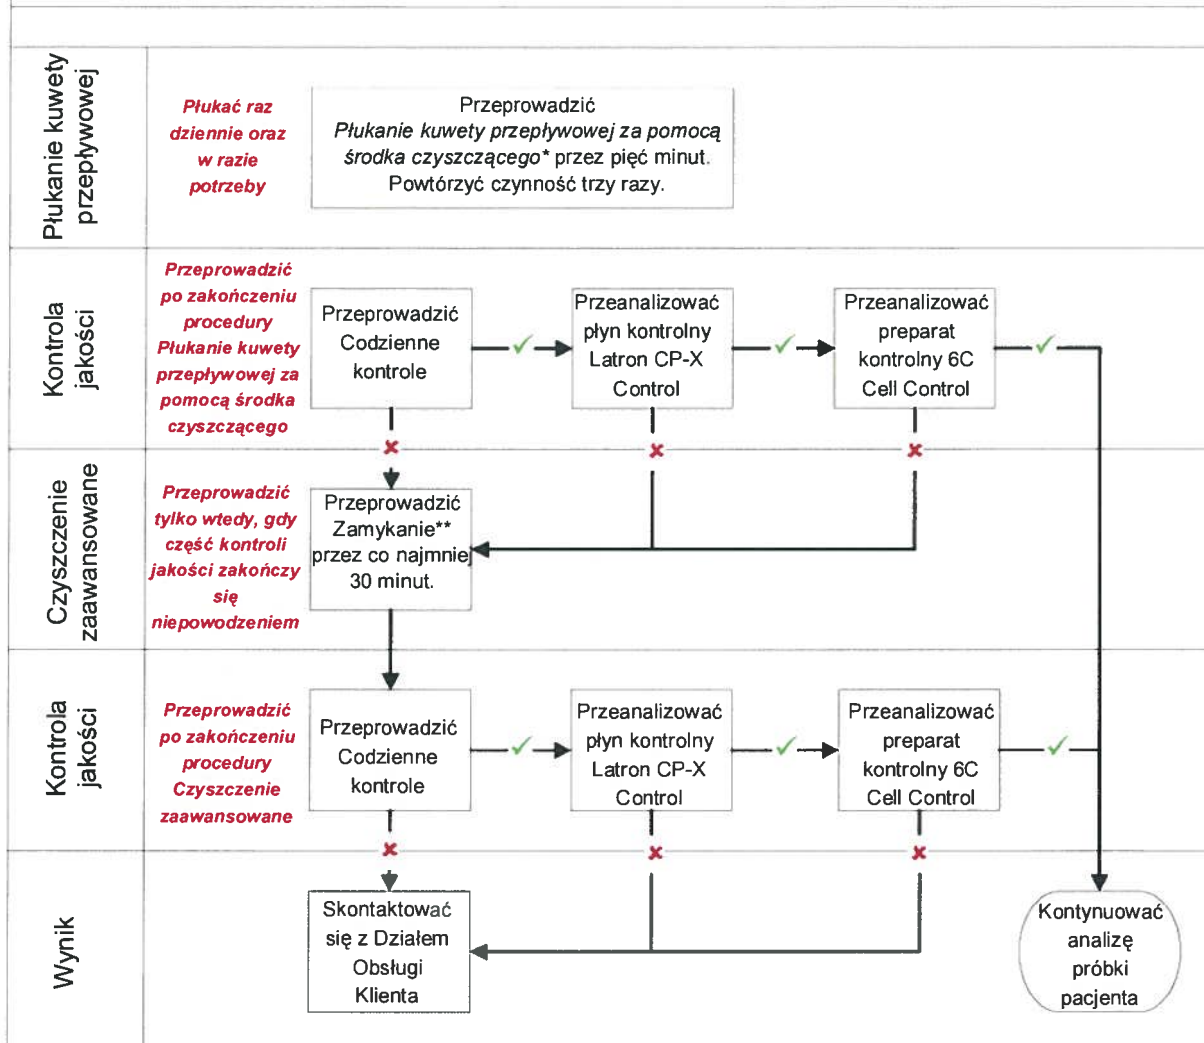 Płukanie kuwety
przepływowej
Płukać raz
dziennie oraz
w razie
potrzeby
Przeprowadzić
Płukanie kuwety przepływowej za pomocą
środka czyszczącego* przez pięć minut.
Powtórzyć czynność trzy razy.
Kontrola
jakości
Przeprowadzić
po zakończeniu
procedury
Płukanie kuwety
przepływowej za
pomocą środka
czyszczącego
Przeprowadzić
Codzienne
kontrole
Przeanalizować
płyn kontrolny
Latron CP-X
Control
Przeanalizować
preparat
kontrolny 6C
Cell Control
Czyszczenie
zaawansowane
Przeprowadzić
tylko wtedy, gdy
część kontroli
jakości zakończy
się
niepowodzeniem
Przeprowadzić
Zamykanie**
przez co najmniej
30 minut.
Kontrola
jakości
Przeprowadzić
po zakończeniu
procedury
Czyszczenie
zaawansowane
Przeprowadzić
Codzienne
kontrole
Przeanalizować
płyn kontrolny
Latron CP-X
Control
Przeanalizować
preparat
kontrolny 6C
Cell Control
Wynik
Skontaktować
się z Działem
Obsługi
Klienta
Kontynuować
analizę
próbki
pacjenta